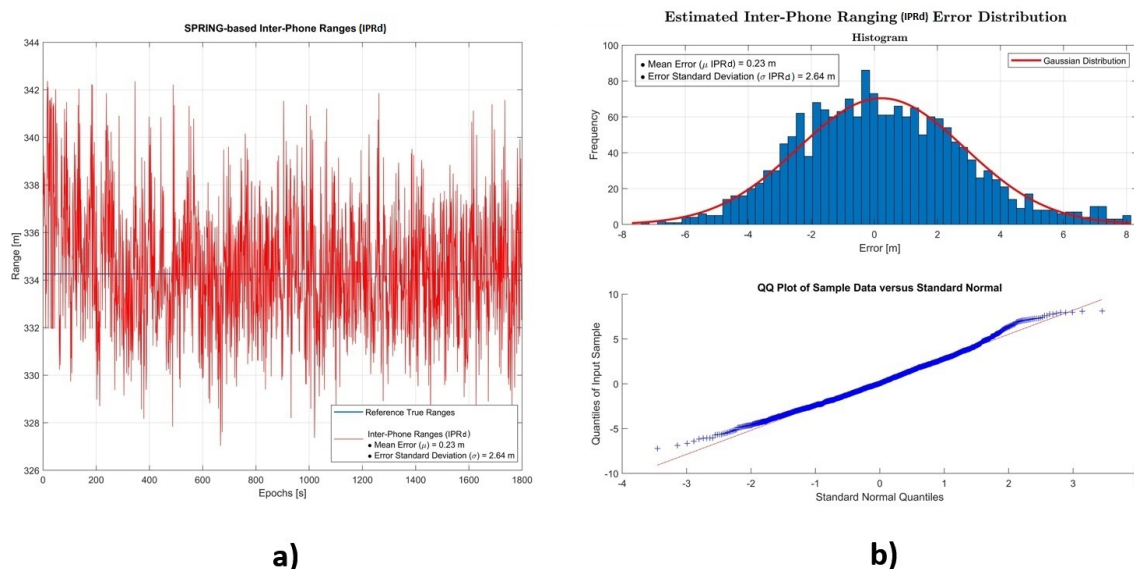 SPRING-based Inter-Phone Ranges (IPRd)
344
342
340
338
336
334
332
330
328
326
Range [m]
0
200
400
600
800
1000
1200
1400
1600
1800
Epochs [s]
Reference True Ranges
Inter-Phone Ranges (IPRd)
● Mean Error (μ) = 0.23 m
● Error Standard Deviation (σ) = 2.64 m
a)
Estimated Inter-Phone Ranging (IPRd) Error Distribution
Histogram
● Mean Error (μ IPRd) = 0.23 m
● Error Standard Deviation (σ IPRd) = 2.64 m
Gaussian Distribution
100
80
60
40
20
0
Frequency
-8
-6
-4
-2
0
2
4
6
8
Error [m]
QQ Plot of Sample Data versus Standard Normal
10
5
0
-5
-10
Quantiles of Input Sample
-4
-3
-2
-1
0
1
2
3
Standard Normal Quantiles
b)